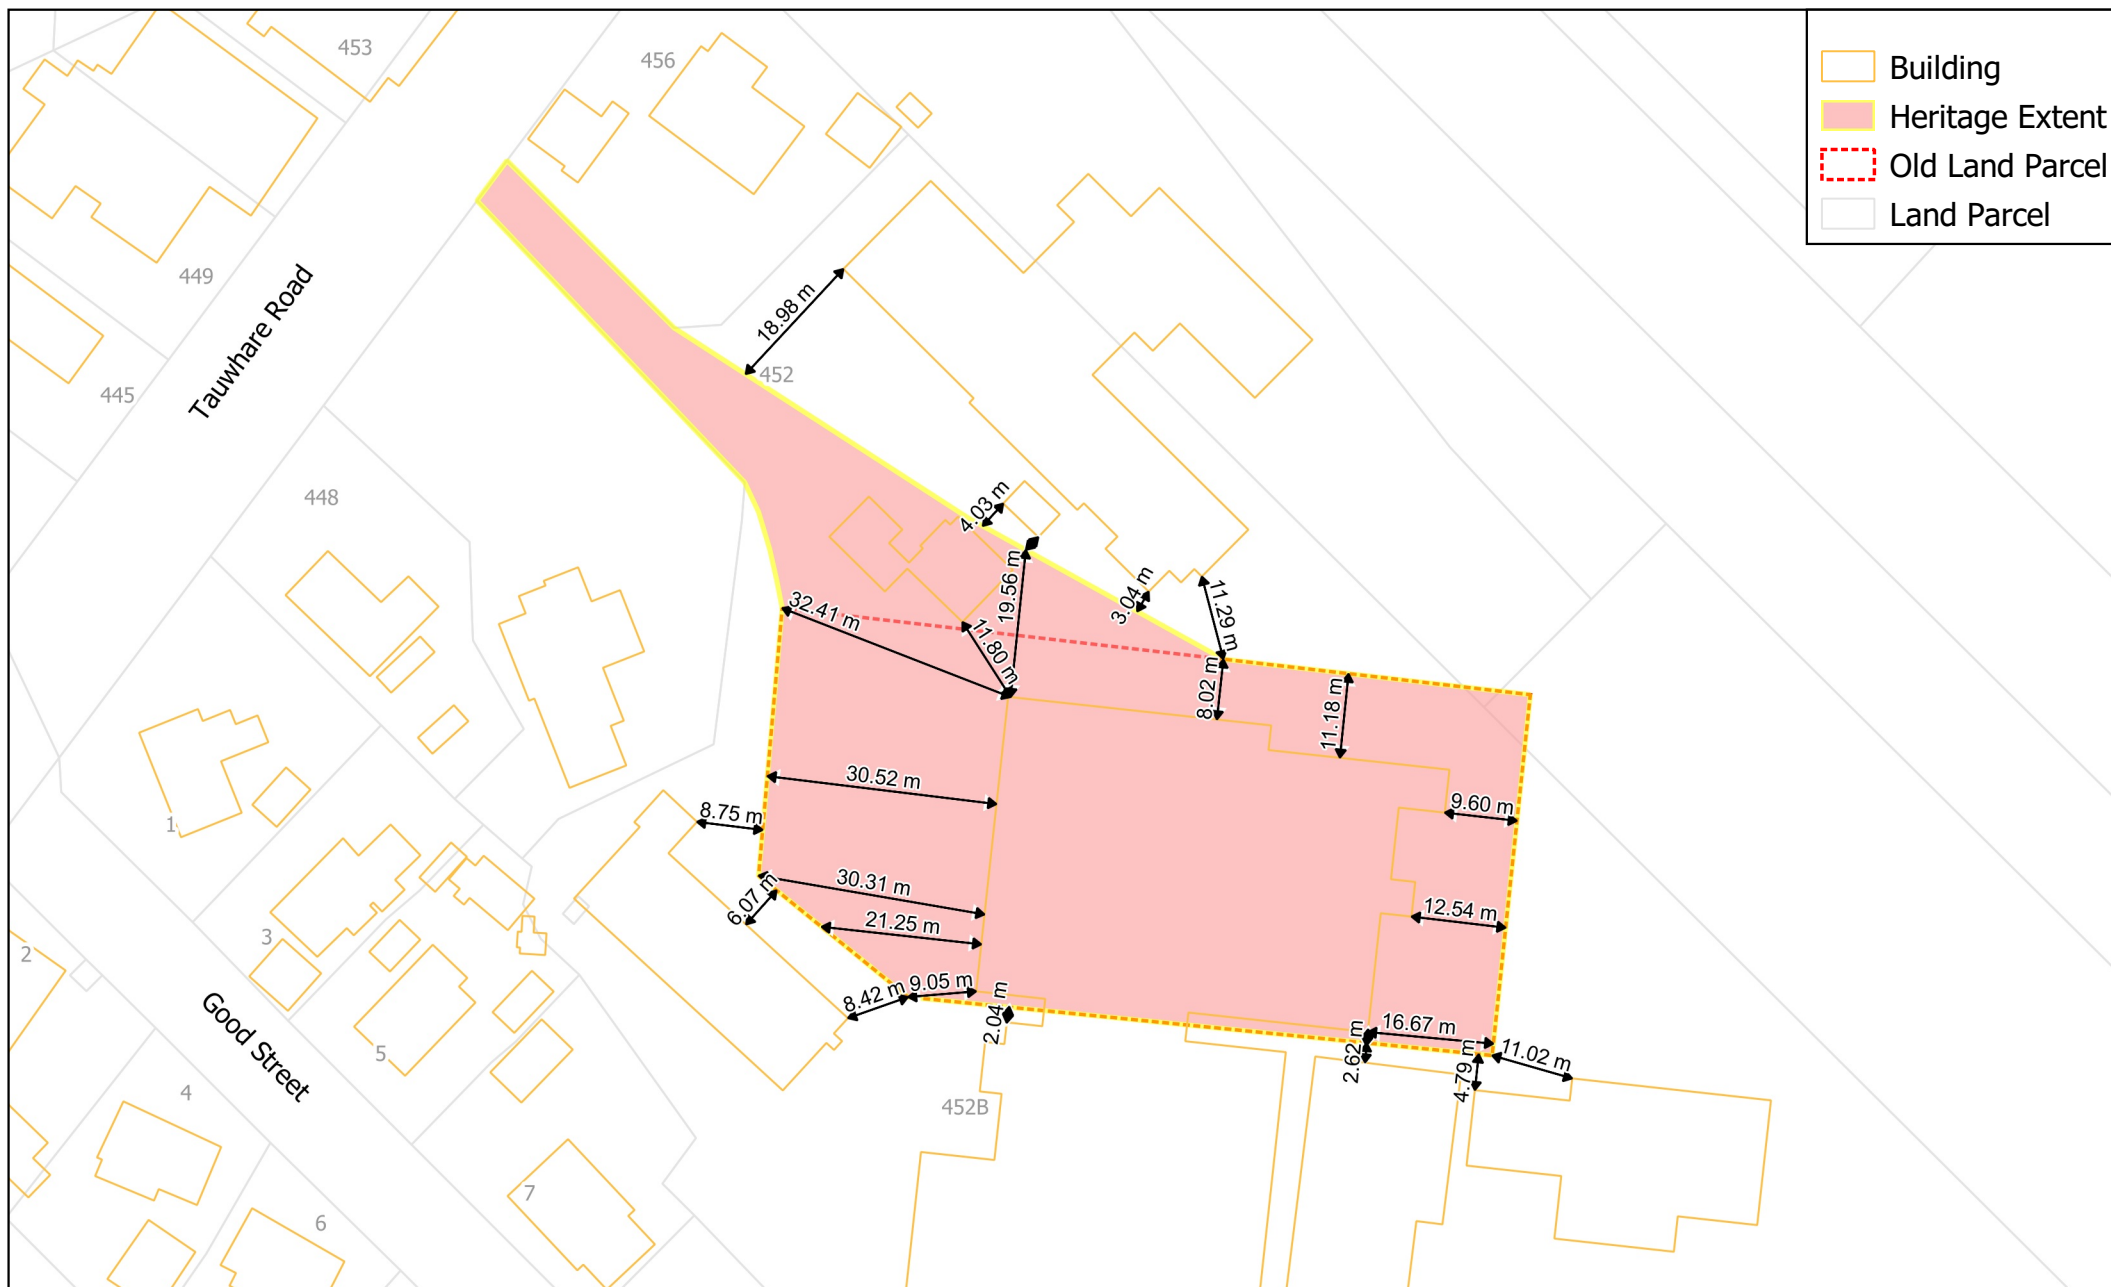 453
456
Building
Heritage Extent
Old Land Parcel
Land Parcel
449
Tauwhare Road
18.98 m
452
445
448
4.03 m
19.56 m
3.04 m
11.29 m
32.41 m
11.80 m
8.02 m
11.18 m
30.52 m
8.75 m
9.60 m
1
30.31 m
6.07 m
21.25 m
12.54 m
3
2
9.05 m
8.42 m
2.04 m
16.67 m
2.62 m
4.79 m
11.02 m
Good Street
5
4
452B
7
6